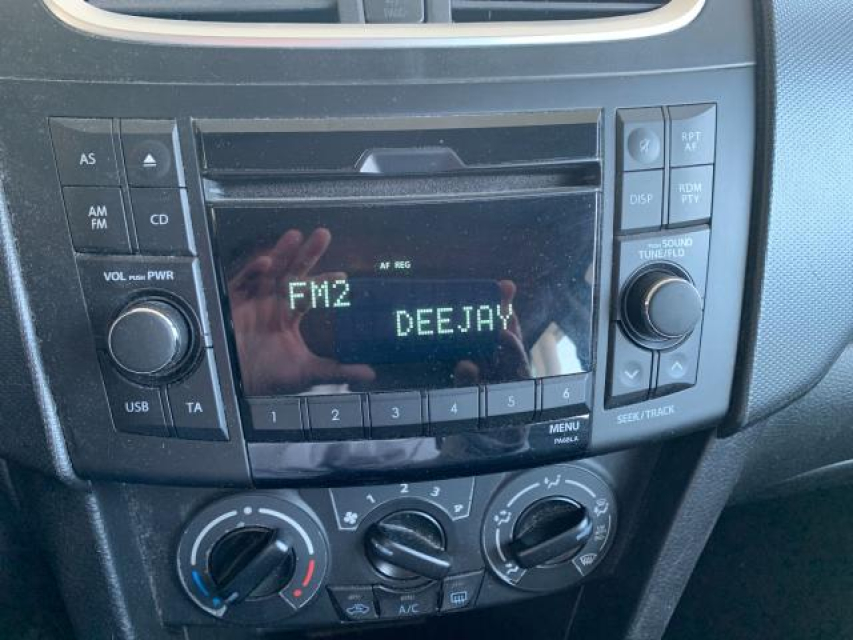 AS
AM
FM
CD
VOL PUSH PWR
USB
TA
AF REG
FM2
DEEJAY
1 2 3 4 5 6
MENU
PA68LA
RPT
AF
DISP
RDM
PTY
PUSH SOUND
TUNE/FLD
SEEK/TRACK
1 2 3
A/C